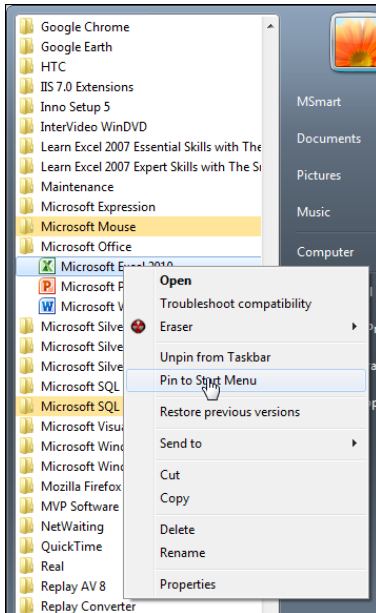 Google Chrome
Google Earth
HTC
IIS 7.0 Extensions
Inno Setup 5
InterVideo WinDVD
Learn Excel 2007 Essential Skills with The
Learn Excel 2007 Expert Skills with The Sr
Maintenance
Microsoft Expression
Microsoft Mouse
Microsoft Office
Microsoft Excel 2010
Microsoft P
Microsoft W
Microsoft Silve
Microsoft Silve
Microsoft Silve
Microsoft SQL
Microsoft SQL
Microsoft Visua
Microsoft Wind
Microsoft Wind
Mozilla Firefox
MVP Software
NetWaiting
QuickTime
Real
Replay AV 8
Replay Converter
MSmart
Documents
Pictures
Music
Computer
Open
Troubleshoot compatibility
Eraser
Unpin from Taskbar
Pin to Start Menu
Restore previous versions
Send to
Cut
Copy
Delete
Rename
Properties